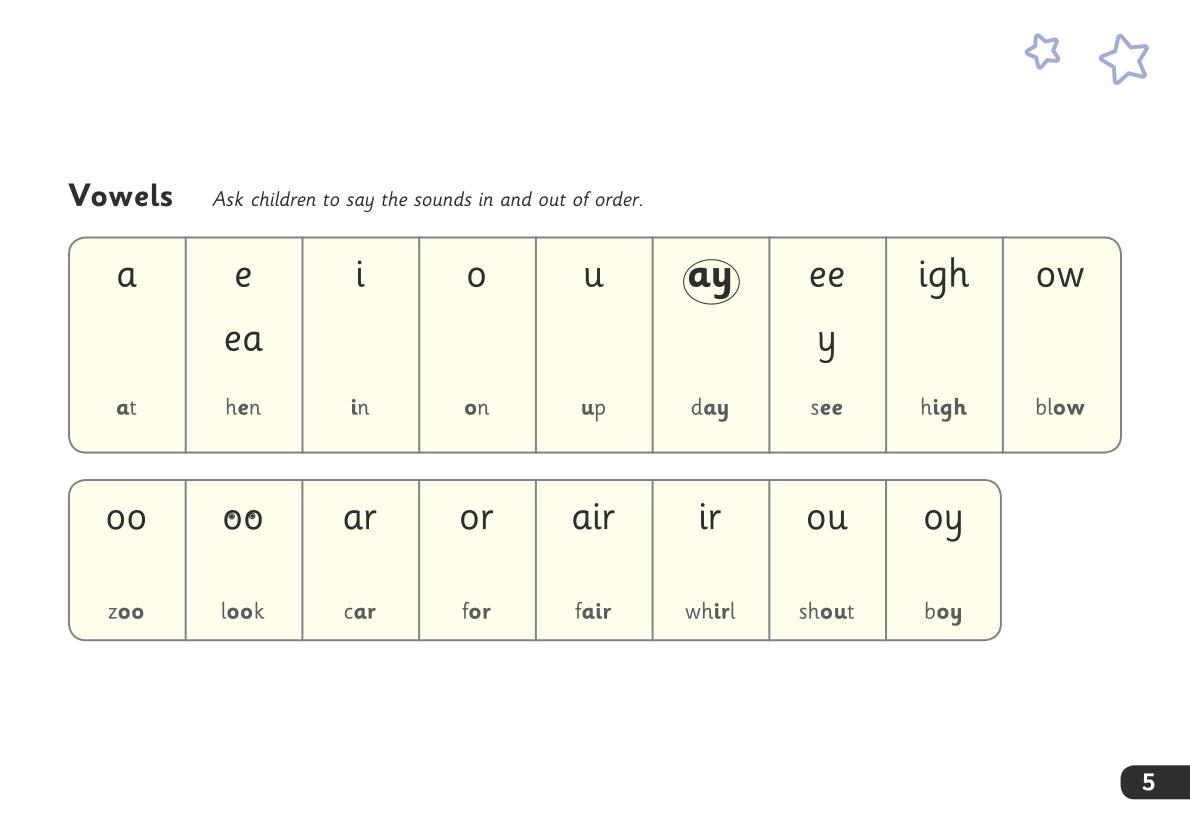 Vowels Ask children to say the sounds in and out of order.
a e i o u ay ee igh ow
ea y
at hen in on up day see high blow
oo oo ar or air ir ou oy
zoo look car for fair whirl shout boy
5